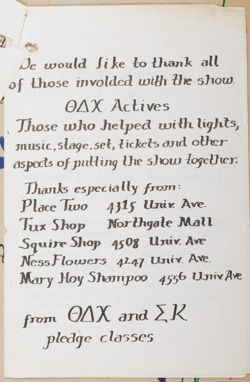 We would like to thank all
of those involded with the show.
ΘΔΧ Actives
Those who helped with lights,
music, stage, set, tickets and other
aspects of putting the show together.
Thanks especially from:
Place Two 4315 Univ. Ave.
Tux Shop Northgate Mall
Squire Shop 4508 Univ. Ave
Ness Flowers 4247 Univ. Ave.
Mary Hoy Shampoo 4556 Univ Ave
from ΘΔΧ and ΣΚ
pledge classes